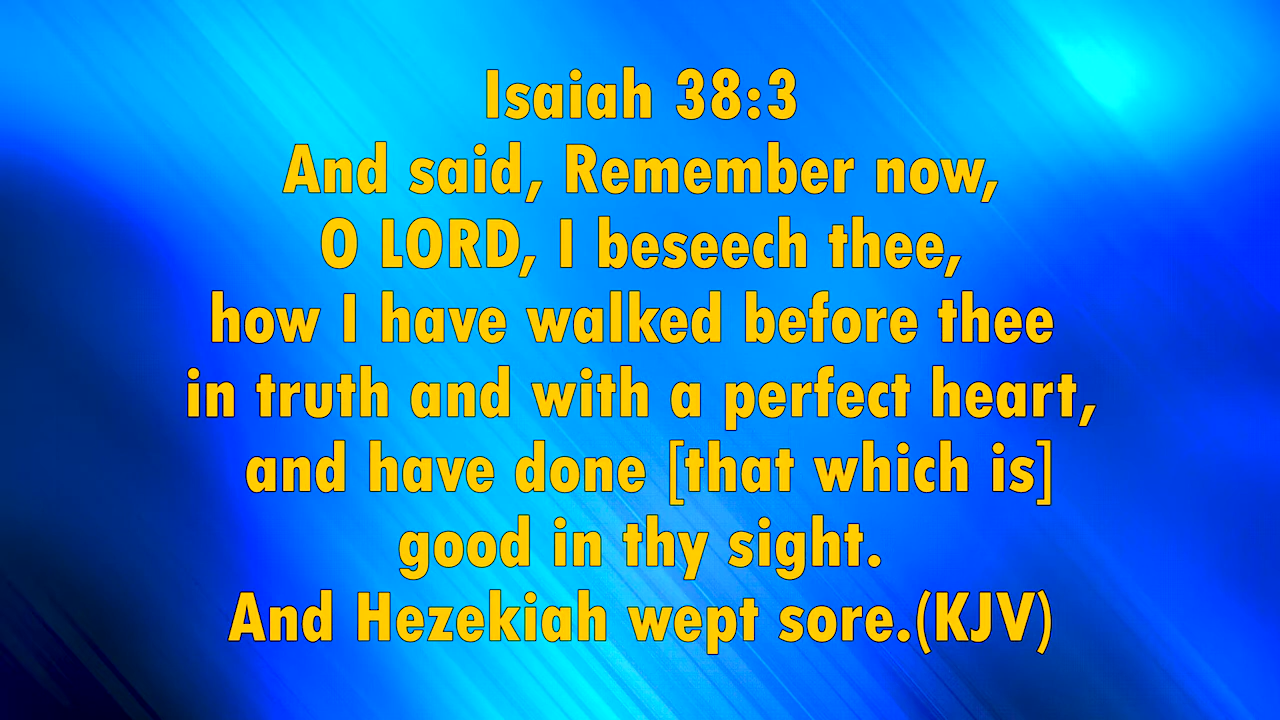 Isaiah 38:3
And said, Remember now,
O LORD, I beseech thee,
how I have walked before thee
in truth and with a perfect heart,
and have done [that which is]
good in thy sight.
And Hezekiah wept sore.(KJV)